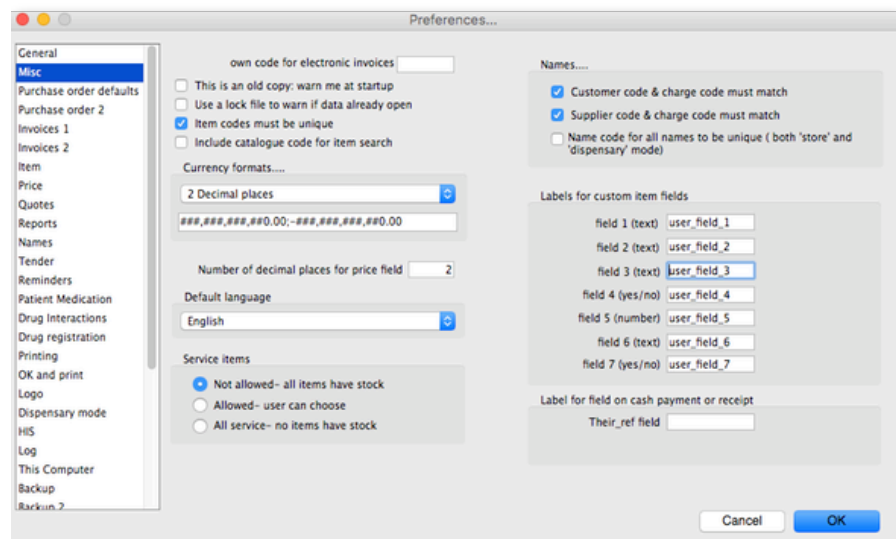 Preferences...
General
Misc
Purchase order defaults
Purchase order 2
Invoices 1
Invoices 2
Item
Price
Quotes
Reports
Names
Tender
Reminders
Patient Medication
Drug Interactions
Drug registration
Printing
OK and print
Logo
Dispensary mode
HIS
Log
This Computer
Backup
Backup 2
own code for electronic invoices
This is an old copy: warn me at startup
Use a lock file to warn if data already open
Item codes must be unique
Include catalogue code for item search
Currency formats....
2 Decimal places
###,###,###,##0.00;-###,###,###,##0.00
Number of decimal places for price field 2
Default language
English
Service items
Not allowed- all items have stock
Allowed- user can choose
All service- no items have stock
Names....
Customer code & charge code must match
Supplier code & charge code must match
Name code for all names to be unique ( both 'store' and
'dispensary' mode)
Labels for custom item fields
field 1 (text) user_field_1
field 2 (text) user_field_2
field 3 (text) user_field_3
field 4 (yes/no) user_field_4
field 5 (number) user_field_5
field 6 (text) user_field_6
field 7 (yes/no) user_field_7
Label for field on cash payment or receipt
Their_ref field
Cancel
OK